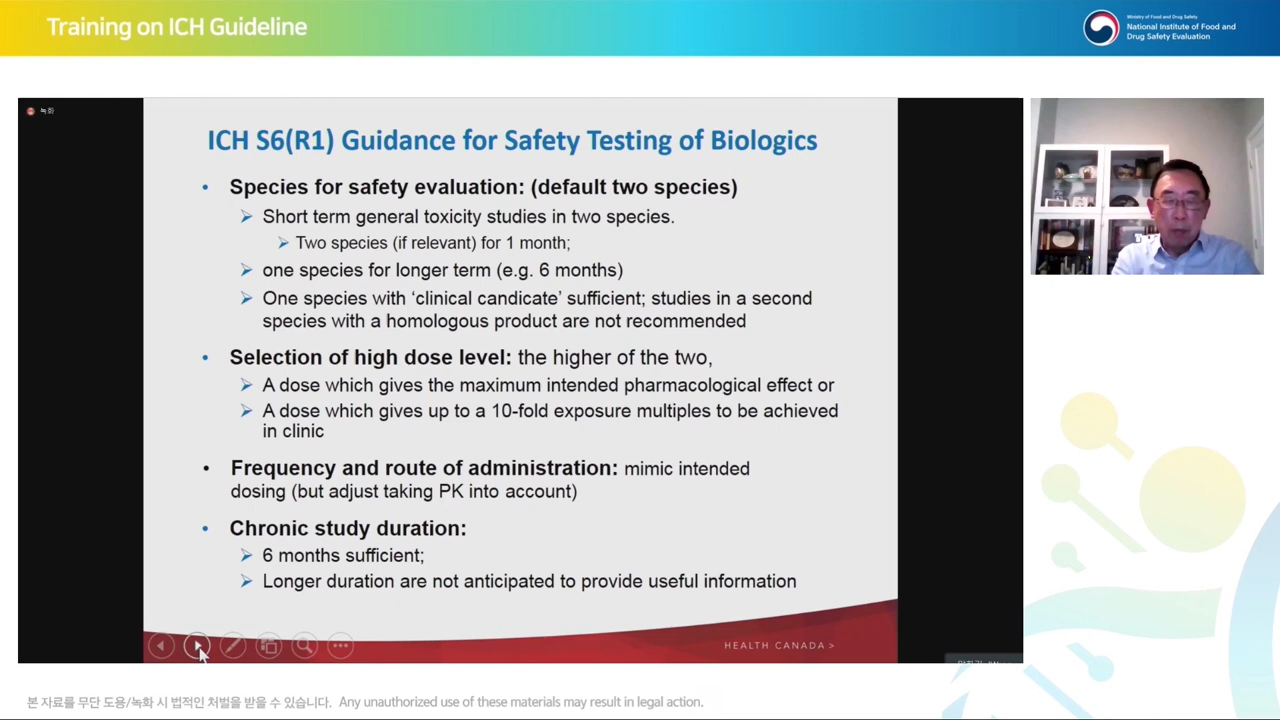 Training on ICH Guideline
Ministry of Food and Drug Safety
National Institute of Food and
Drug Safety Evaluation
녹화
ICH S6(R1) Guidance for Safety Testing of Biologics
• Species for safety evaluation: (default two species)
➢ Short term general toxicity studies in two species.
➢ Two species (if relevant) for 1 month;
➢ one species for longer term (e.g. 6 months)
➢ One species with ‘clinical candicate’ sufficient; studies in a second
species with a homologous product are not recommended
• Selection of high dose level: the higher of the two,
➢ A dose which gives the maximum intended pharmacological effect or
➢ A dose which gives up to a 10-fold exposure multiples to be achieved
in clinic
• Frequency and route of administration: mimic intended
dosing (but adjust taking PK into account)
• Chronic study duration:
➢ 6 months sufficient;
➢ Longer duration are not anticipated to provide useful information
HEALTH CANADA >
본 자료를 무단 도용/녹화 시 법적인 처벌을 받을 수 있습니다. Any unauthorized use of these materials may result in legal action.